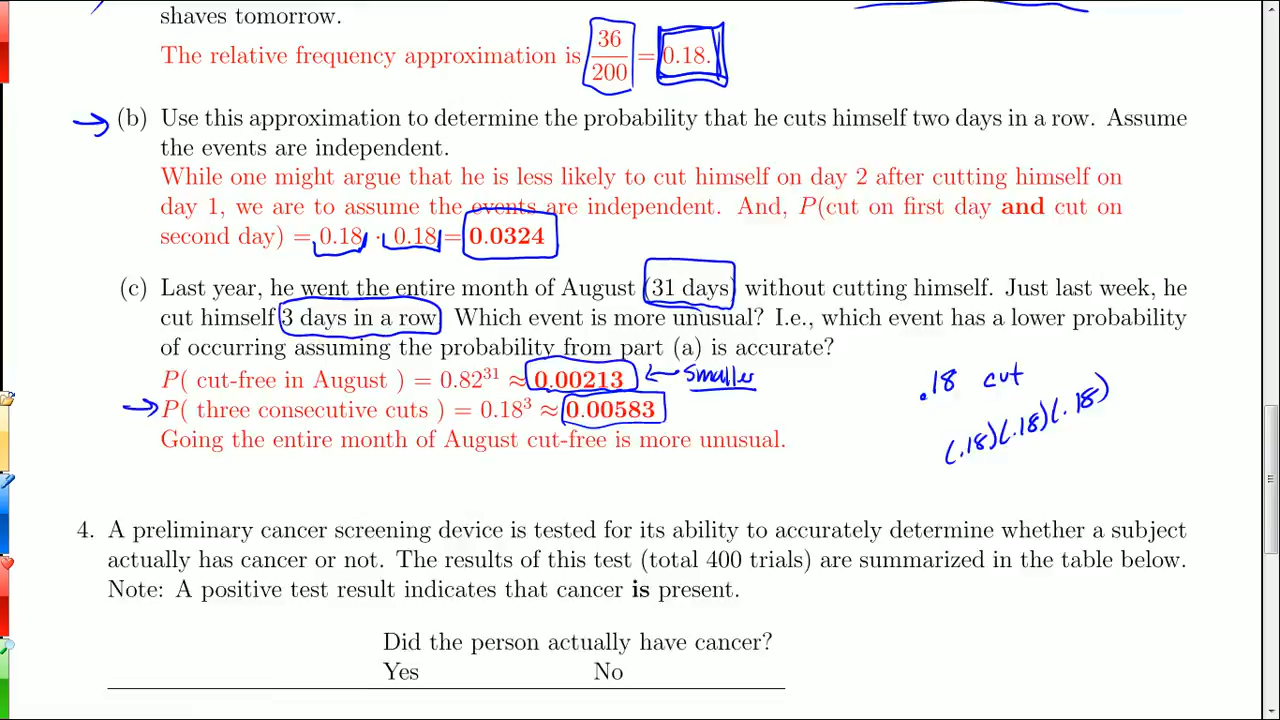 shaves tomorrow.
The relative frequency approximation is 36/200 = 0.18.
(b) Use this approximation to determine the probability that he cuts himself two days in a row. Assume
the events are independent.
While one might argue that he is less likely to cut himself on day 2 after cutting himself on
day 1, we are to assume the events are independent. And, P(cut on first day and cut on
second day) = 0.18 · 0.18 = 0.0324
(c) Last year, he went the entire month of August (31 days) without cutting himself. Just last week, he
cut himself 3 days in a row. Which event is more unusual? I.e., which event has a lower probability
of occurring assuming the probability from part (a) is accurate?
P( cut-free in August ) = 0.82³¹ ≈ 0.00213 ← Smaller
.18 cut
→ P( three consecutive cuts ) = 0.18³ ≈ 0.00583
(.18)(.18)(.18)
Going the entire month of August cut-free is more unusual.
4. A preliminary cancer screening device is tested for its ability to accurately determine whether a subject
actually has cancer or not. The results of this test (total 400 trials) are summarized in the table below.
Note: A positive test result indicates that cancer is present.
Did the person actually have cancer?
Yes No